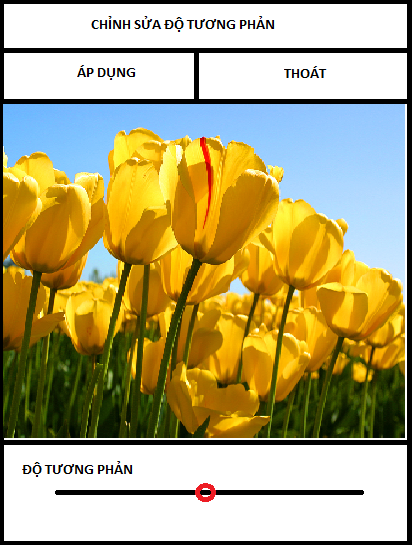 CHỈNH SỬA ĐỘ TƯƠNG PHẢN
ÁP DỤNG
THOÁT
ĐỘ TƯƠNG PHẢN